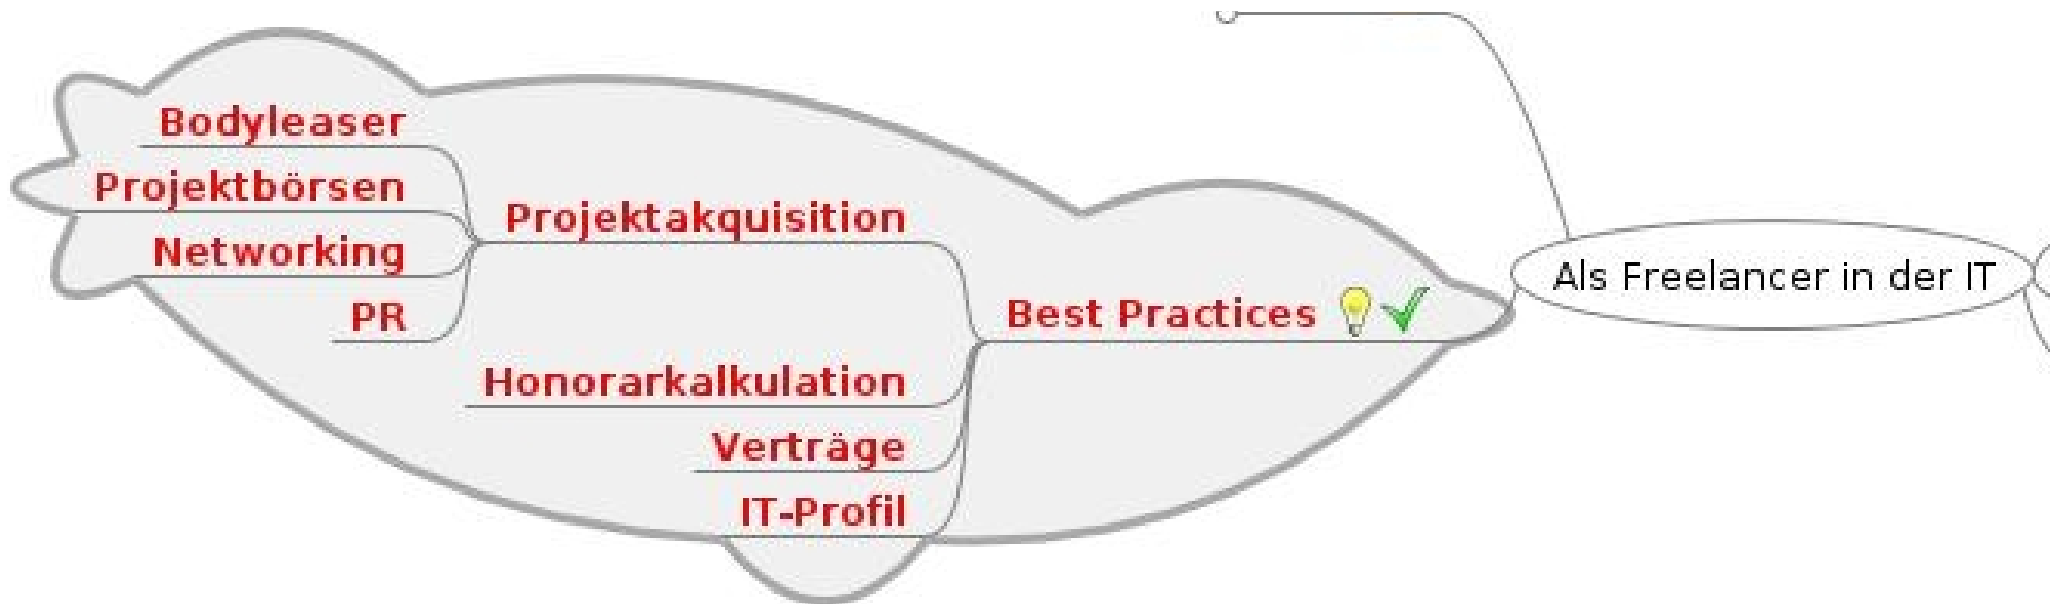 Bodyleaser
Projektbörsen
Networking
PR
Projektakquisition
Honorarkalkulation
Verträge
IT-Profil
Best Practices
Als Freelancer in der IT